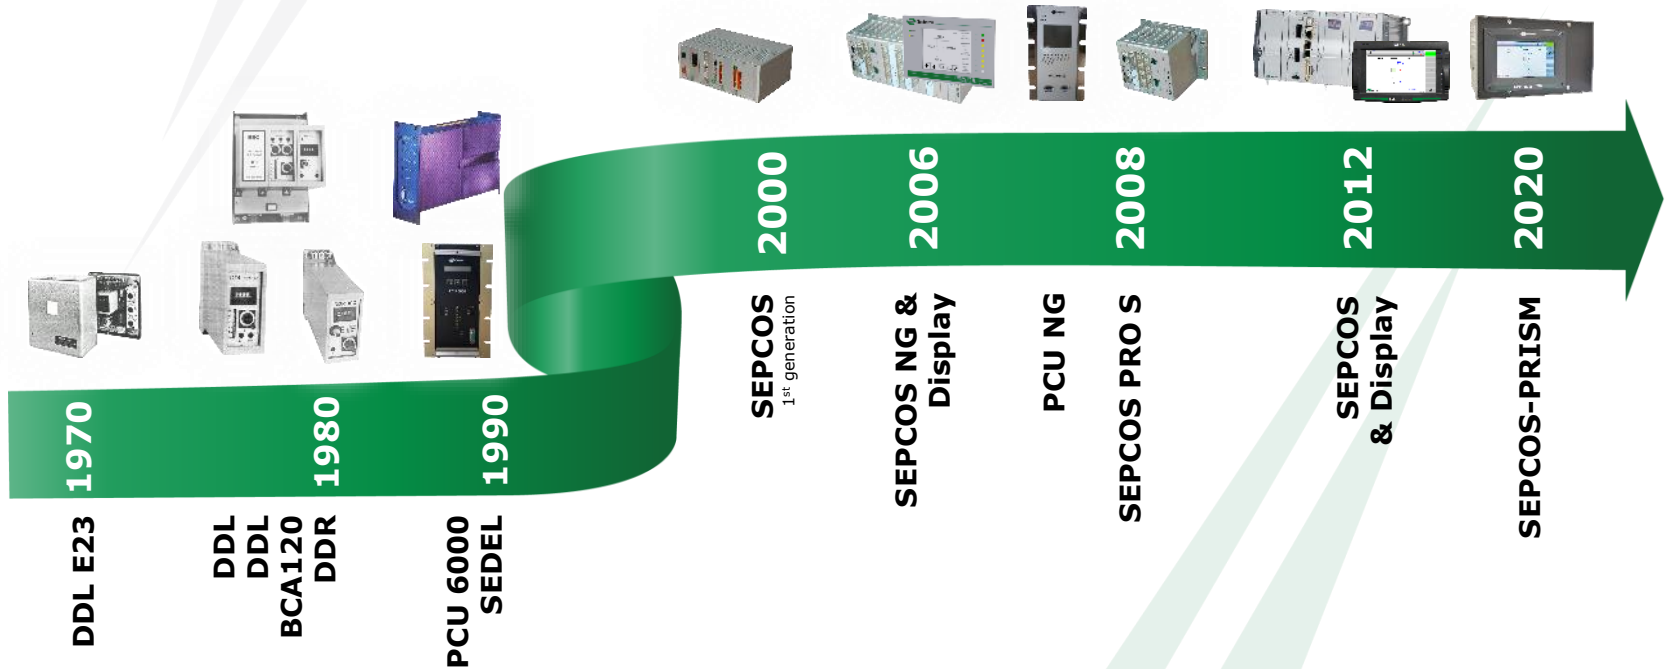 2000
2006
2008
2012
2020
SEPCOS
1st generation
SEPCOS NG &
Display
PCU NG
SEPCOS PRO S
SEPCOS
& Display
SEPCOS-PRISM
1970
1980
1990
DDL E23
DDL
DDL
BCA120
DDR
PCU 6000
SEDEL